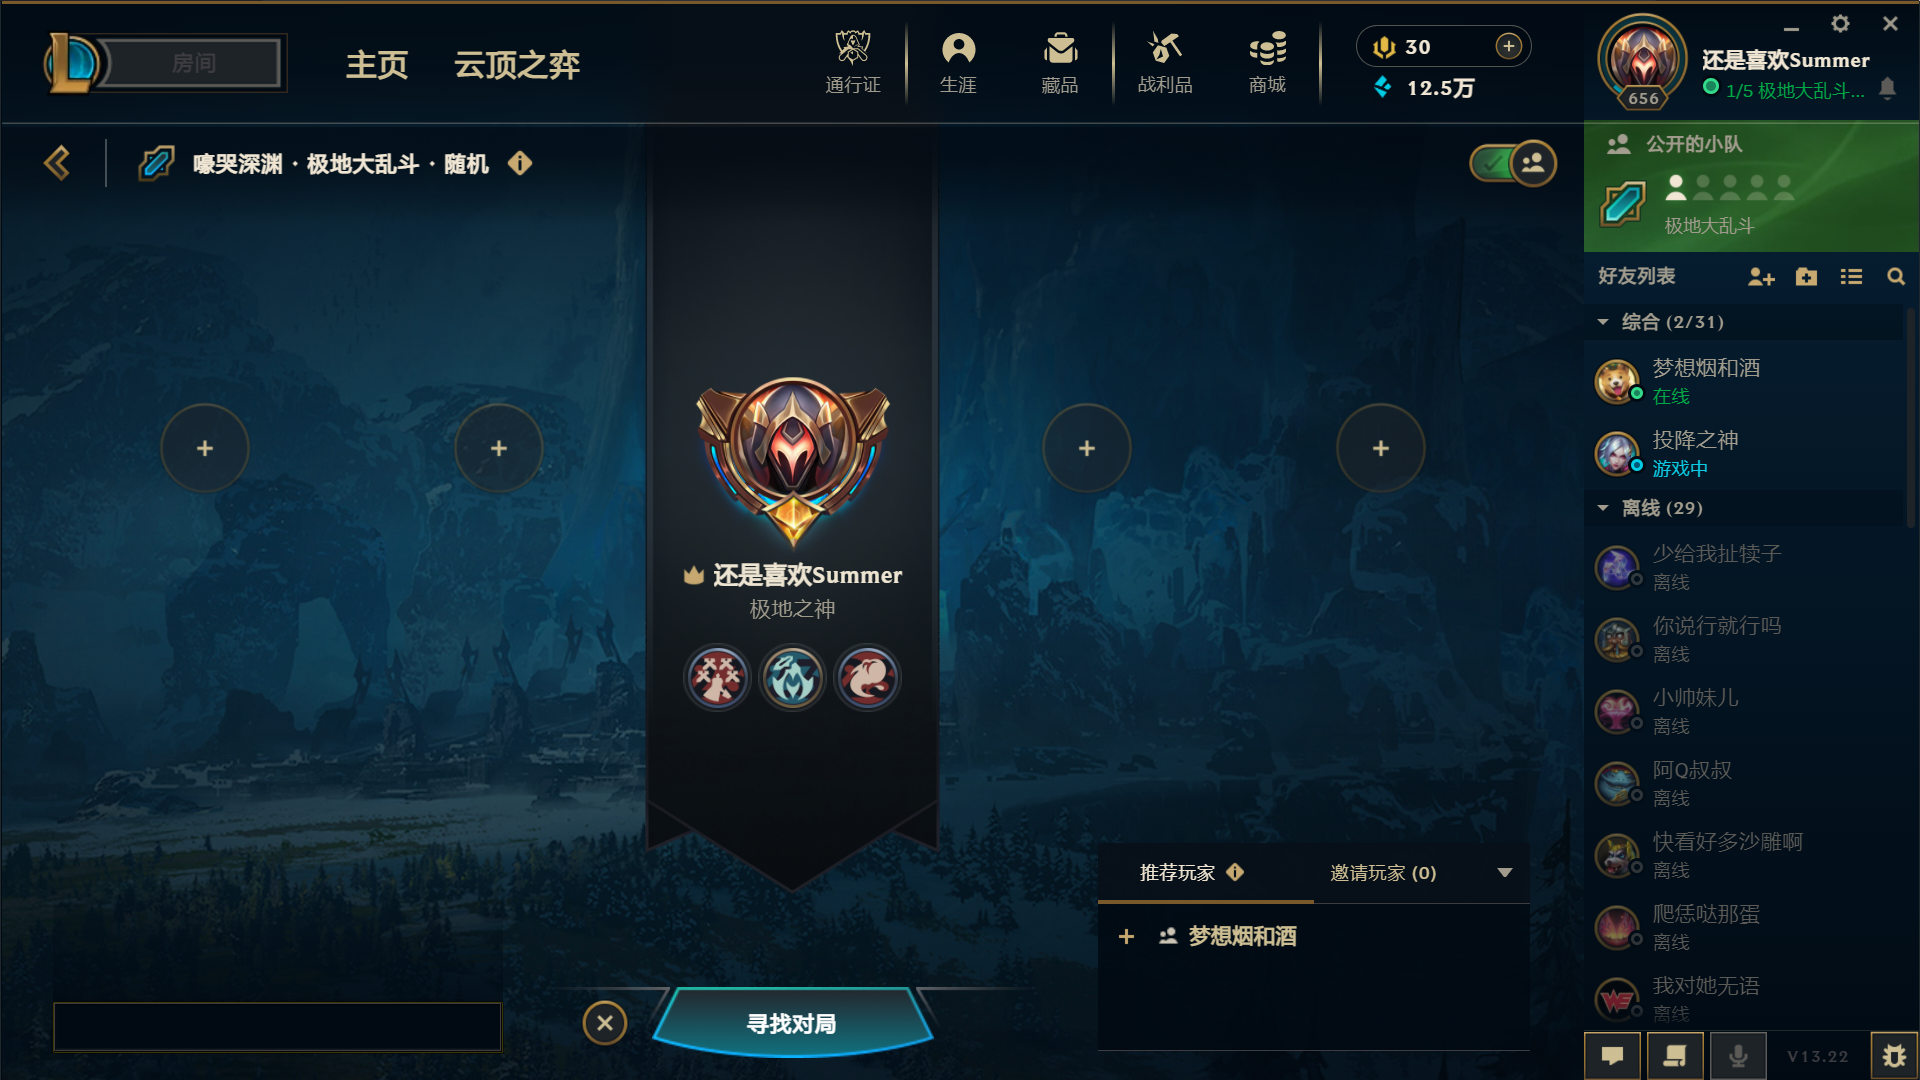 房间
主页
云顶之弈
通行证
生涯
藏品
战利品
商城
30
12.5万
656
还是喜欢Summer
1/5 极地大乱斗...
嚎哭深渊 · 极地大乱斗 · 随机
公开的小队
极地大乱斗
好友列表
综合 (2/31)
梦想烟和酒
在线
投降之神
游戏中
离线 (29)
少给我扯犊子
离线
你说行就行吗
离线
小帅妹儿
离线
阿Q叔叔
离线
快看好多沙雕啊
离线
爬恁哒那蛋
离线
我对她无语
离线
还是喜欢Summer
极地之神
推荐玩家
邀请玩家 (0)
梦想烟和酒
寻找对局
V13.22